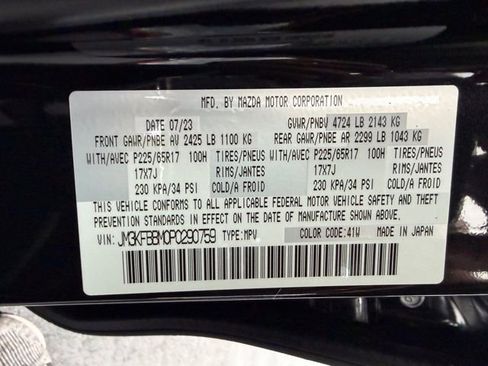 MFD. BY MAZDA MOTOR CORPORATION
DATE 07/23 GVWR/PNBV 4724 LB 2143 KG
FRONT GAWR/PNBE AV 2425 LB 1100 KG REAR GAWR/PNBE AR 2299 LB 1043 KG
WITH/AVEC P225/65R17 100H TIRES/PNEUS WITH/AVEC P225/65R17 100H TIRES/PNEUS
17X7J RIMS/JANTES 17X7J RIMS/JANTES
230 KPA/34 PSI COLD/A FROID 230 KPA/34 PSI COLD/A FROID
THIS VEHICLE CONFORMS TO ALL APPLICABLE FEDERAL MOTOR VEHICLE SAFETY AND THEFT
PREVENTION STANDARDS IN EFFECT ON THE DATE OF MANUFACTURE SHOWN ABOVE.
VIN: JM3KFBBM0P0290759 TYPE: MPV COLOR CODE: 41W MADE IN JAPAN